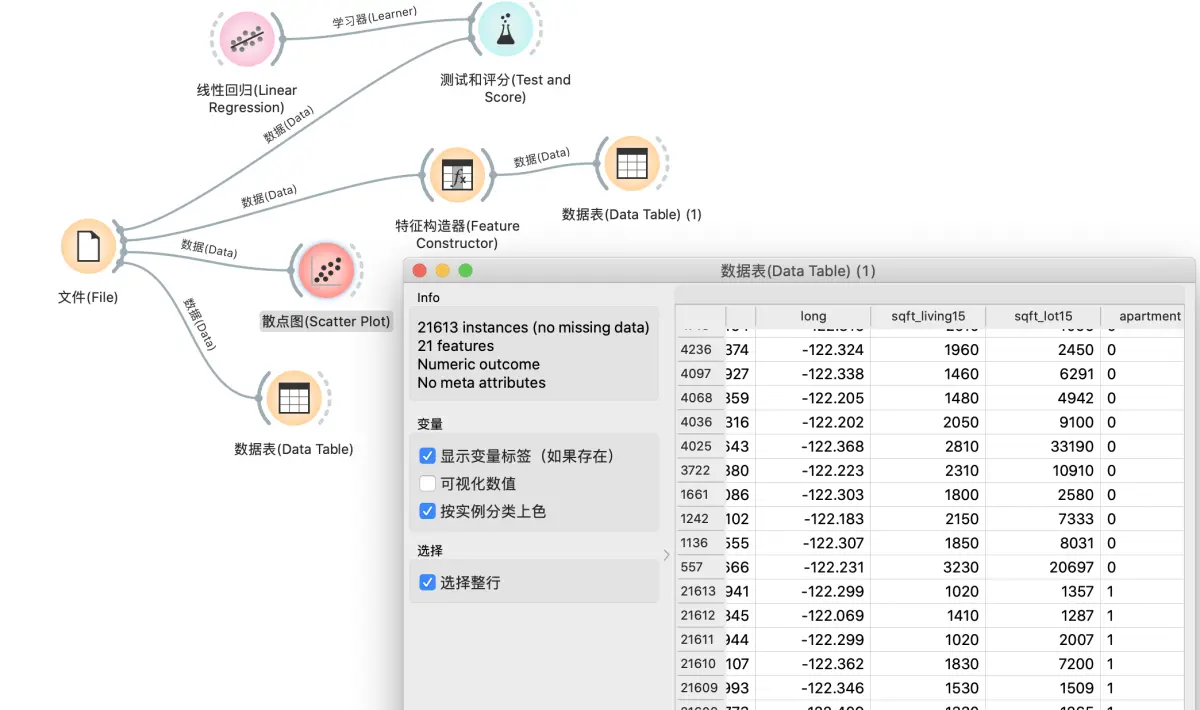 学习器(Learner)
线性回归(Linear
Regression)
测试和评分(Test and
Score)
数据(Data)
数据(Data)
数据(Data)
数据(Data)
数据(Data)
特征构造器(Feature
Constructor)
数据表(Data Table) (1)
文件(File)
散点图(Scatter Plot)
数据表(Data Table)
数据表(Data Table) (1)
Info
21613 instances (no missing data)
21 features
Numeric outcome
No meta attributes
变量
显示变量标签（如果存在）
可视化数值
按实例分类上色
选择
选择整行
long sqft_living15 sqft_lot15 apartment
4236 374 -122.324 1960 2450 0
4097 927 -122.338 1460 6291 0
4068 359 -122.205 1480 4942 0
4036 316 -122.202 2050 9100 0
4025 643 -122.368 2810 33190 0
3722 380 -122.223 2310 10910 0
1661 086 -122.303 1800 2580 0
1242 102 -122.183 2150 7333 0
1136 555 -122.307 1850 8031 0
557 666 -122.231 3230 20697 0
21613 941 -122.299 1020 1357 1
21612 345 -122.069 1410 1287 1
21611 944 -122.299 1020 2007 1
21610 107 -122.362 1830 7200 1
21609 993 -122.346 1530 1509 1